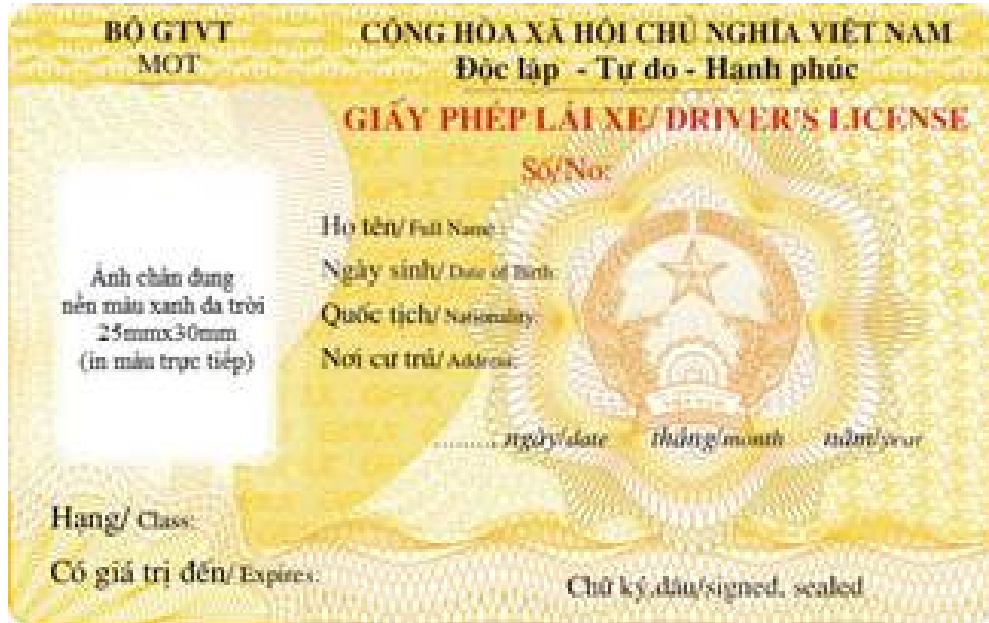 BỘ GTVT
MOT
CỘNG HÒA XÃ HỘI CHỦ NGHĨA VIỆT NAM
Độc lập - Tự do - Hạnh phúc
GIẤY PHÉP LÁI XE/ DRIVER'S LICENSE
Số/No:
Ảnh chân dung
nền màu xanh da trời
25mmx30mm
(in màu trực tiếp)
Họ tên/ Full Name:
Ngày sinh/ Date of Birth:
Quốc tịch/ Nationality:
Nơi cư trú/ Address:
.......... ngày/date tháng/month năm/year
Hạng/ Class:
Có giá trị đến/ Expires:
Chữ ký,dấu/signed, sealed